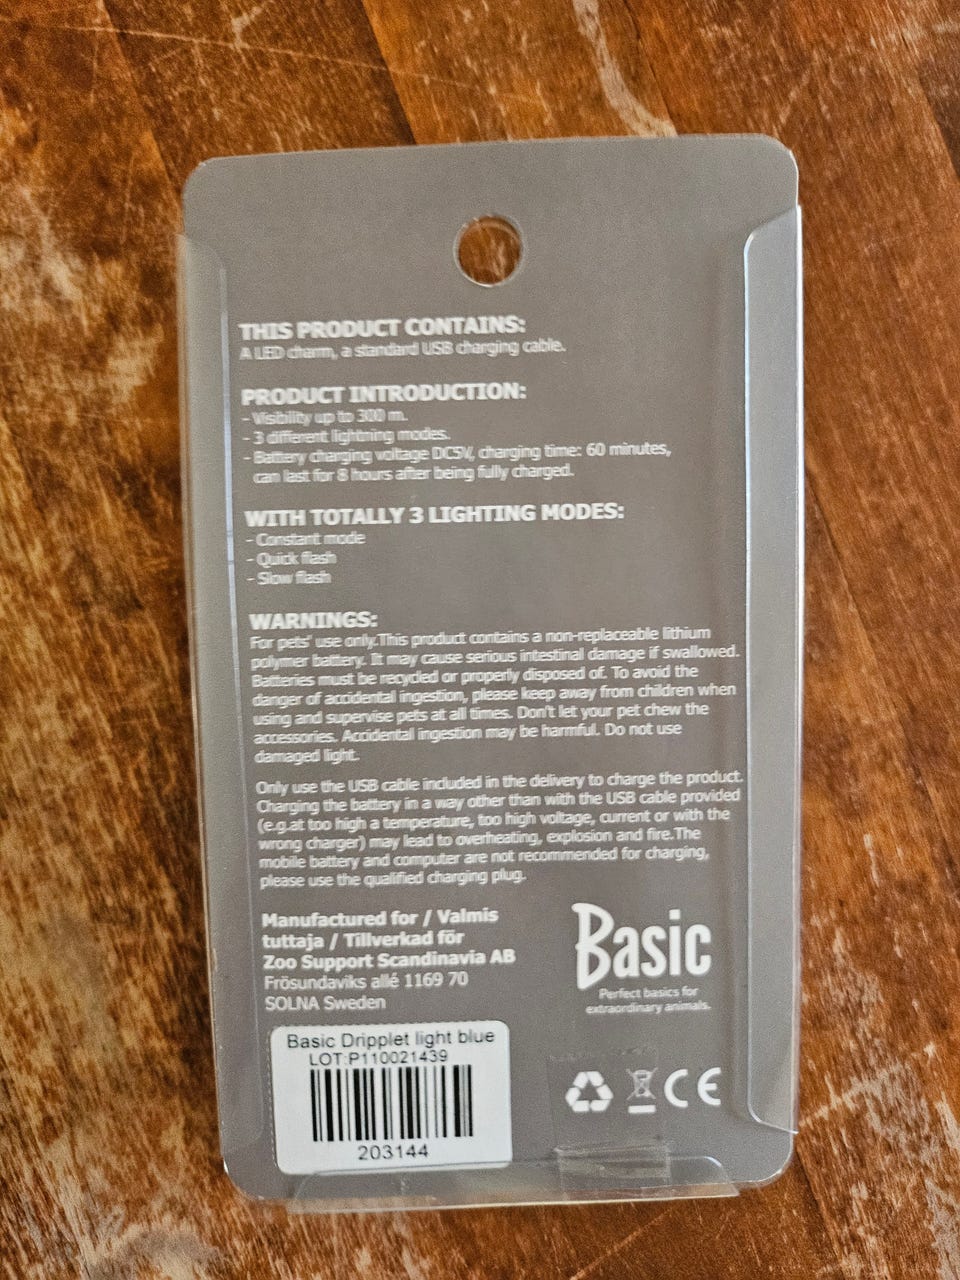 THIS PRODUCT CONTAINS:
A LED charm, a standard USB charging cable.
PRODUCT INTRODUCTION:
- Visibility up to 300 m.
- 3 different lightning modes.
- Battery charging voltage DC5V, charging time: 60 minutes,
can last for 8 hours after being fully charged.
WITH TOTALLY 3 LIGHTING MODES:
- Constant mode
- Quick flash
- Slow flash
WARNINGS:
For pets' use only.This product contains a non-replaceable lithium
polymer battery. It may cause serious intestinal damage if swallowed.
Batteries must be recycled or properly disposed of. To avoid the
danger of accidental ingestion, please keep away from children when
using and supervise pets at all times. Don't let your pet chew the
accessories. Accidental ingestion may be harmful. Do not use
damaged light.
Only use the USB cable included in the delivery to charge the product.
Charging the battery in a way other than with the USB cable provided
(e.g.at too high a temperature, too high voltage, current or with the
wrong charger) may lead to overheating, explosion and fire.The
mobile battery and computer are not recommended for charging,
please use the qualified charging plug.
Manufactured for / Valmis
tuttaja / Tillverkad för
Zoo Support Scandinavia AB
Frösundaviks allé 1169 70
SOLNA Sweden
Basic
Perfect basics for
extraordinary animals.
Basic Dripplet light blue
LOT:P110021439
203144
CE